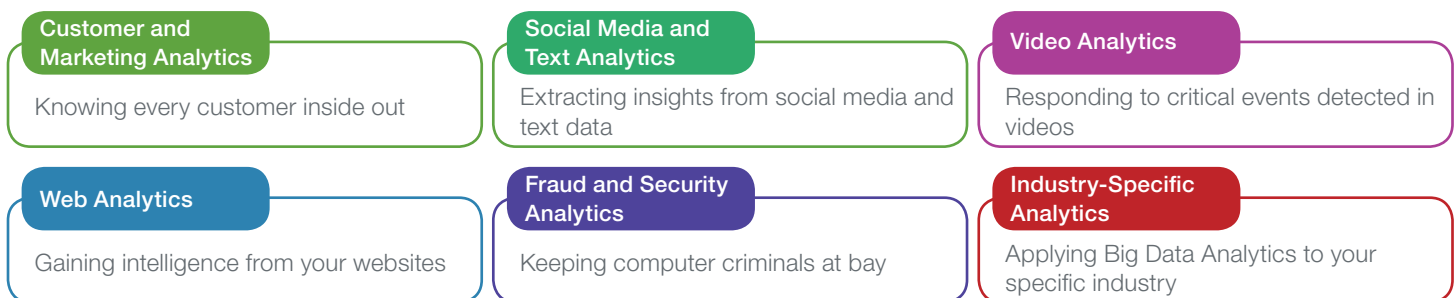 Customer and
Marketing Analytics
Knowing every customer inside out
Social Media and
Text Analytics
Extracting insights from social media and
text data
Video Analytics
Responding to critical events detected in
videos
Web Analytics
Gaining intelligence from your websites
Fraud and Security
Analytics
Keeping computer criminals at bay
Industry-Specific
Analytics
Applying Big Data Analytics to your
specific industry